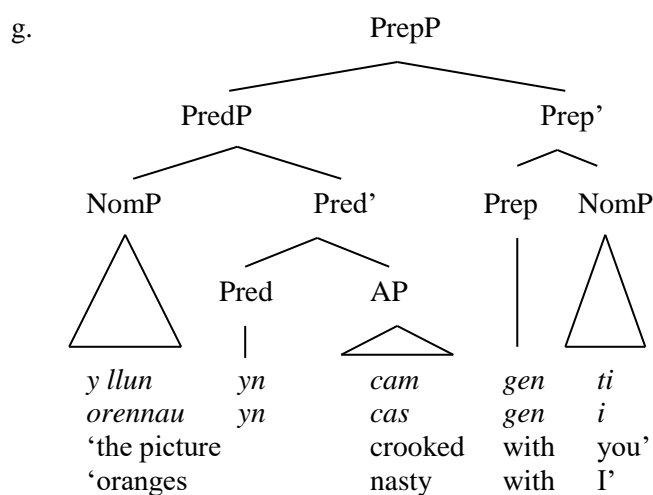 g. PrepP
PredP Prep’
NomP Pred’ Prep NomP
Pred AP
y llun yn cam gen ti
orennau yn cas gen i
‘the picture crooked with you’
‘oranges nasty with I’